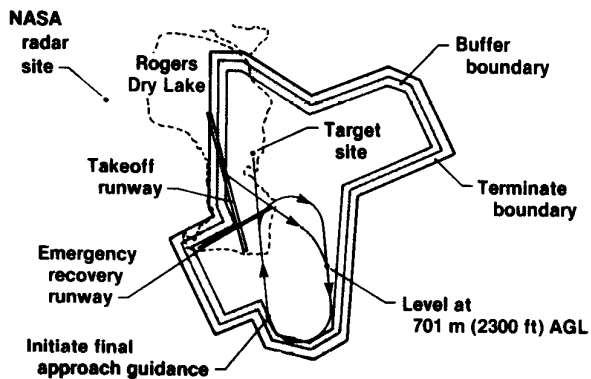 NASA
radar
site
Rogers
Dry Lake
Buffer
boundary
Target
site
Takeoff
runway
Terminate
boundary
Emergency
recovery
runway
Level at
701 m (2300 ft) AGL
Initiate final
approach guidance